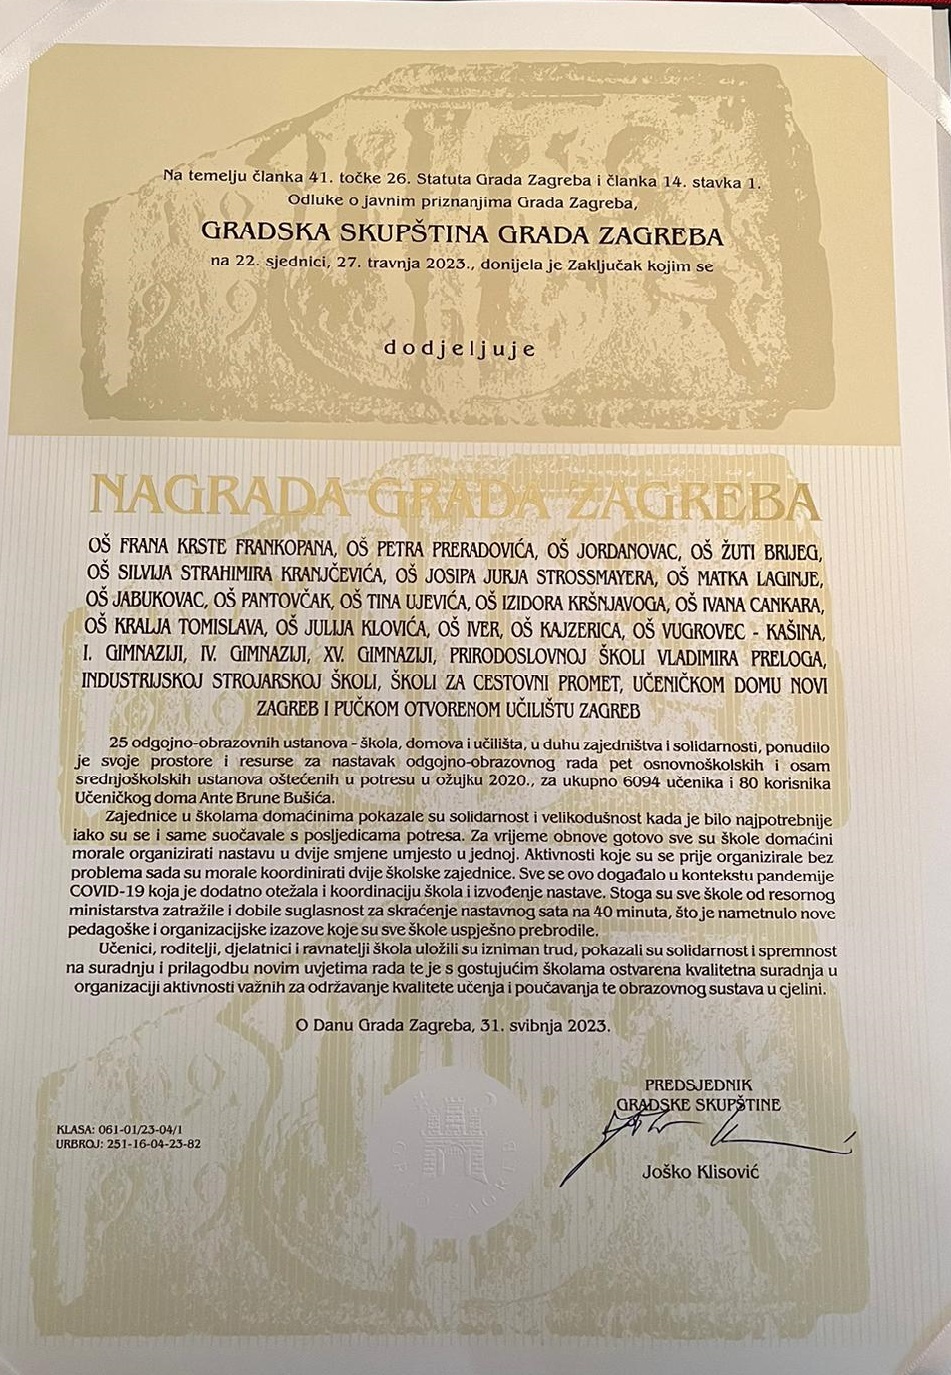 Na temelju članka 41. točke 26. Statuta Grada Zagreba i članka 14. stavka 1.
Odluke o javnim priznanjima Grada Zagreba,
GRADSKA SKUPŠTINA GRADA ZAGREBA
na 22. sjednici, 27. travnja 2023., donijela je Zaključak kojim se
dodjeljuje
NAGRADA GRADA ZAGREBA
OŠ FRANA KRSTE FRANKOPANA, OŠ PETRA PRERADOVIĆA, OŠ JORDANOVAC, OŠ ŽUTI BRIJEG,
OŠ SILVIJA STRAHIMIRA KRANJČEVIĆA, OŠ JOSIPA JURJA STROSSMAYERA, OŠ MATKA LAGINJE,
OŠ JABUKOVAC, OŠ PANTOVČAK, OŠ TINA UJEVIĆA, OŠ IZIDORA KRŠNJAVOGA, OŠ IVANA CANKARA,
OŠ KRALJA TOMISLAVA, OŠ JULIJA KLOVIĆA, OŠ IVER, OŠ KAJZERICA, OŠ VUGROVEC - KAŠINA,
I. GIMNAZIJI, IV. GIMNAZIJI, XV. GIMNAZIJI, PRIRODOSLOVNOJ ŠKOLI VLADIMIRA PRELOGA,
INDUSTRIJSKOJ STROJARSKOJ ŠKOLI, ŠKOLI ZA CESTOVNI PROMET, UČENIČKOM DOMU NOVI
ZAGREB I PUČKOM OTVORENOM UČILIŠTU ZAGREB
25 odgojno-obrazovnih ustanova - škola, domova i učilišta, u duhu zajedništva i solidarnosti, ponudilo
je svoje prostore i resurse za nastavak odgojno-obrazovnog rada pet osnovnoškolskih i osam
srednjoškolskih ustanova oštećenih u potresu u ožujku 2020., za ukupno 6094 učenika i 80 korisnika
Učeničkog doma Ante Brune Bušića.
Zajednice u školama domaćinima pokazale su solidarnost i velikodušnost kada je bilo najpotrebnije
iako su se i same suočavale s posljedicama potresa. Za vrijeme obnove gotovo sve su škole domaćini
morale organizirati nastavu u dvije smjene umjesto u jednoj. Aktivnosti koje su se prije organizirale bez
problema sada su morale koordinirati dvije školske zajednice. Sve se ovo događalo u kontekstu pandemije
COVID-19 koja je dodatno otežala i koordinaciju škola i izvođenje nastave. Stoga su sve škole od resornog
ministarstva zatražile i dobile suglasnost za skraćenje nastavnog sata na 40 minuta, što je nametnulo nove
pedagoške i organizacijske izazove koje su sve škole uspješno prebrodile.
Učenici, roditelji, djelatnici i ravnatelji škola uložili su izniman trud, pokazali su solidarnost i spremnost
na suradnju i prilagodbu novim uvjetima rada te je s gostujućim školama ostvarena kvalitetna suradnja u
organizaciji aktivnosti važnih za održavanje kvalitete učenja i poučavanja te obrazovnog sustava u cjelini.
O Danu Grada Zagreba, 31. svibnja 2023.
PREDSJEDNIK
GRADSKE SKUPŠTINE
KLASA: 061-01/23-04/1
URBROJ: 251-16-04-23-82
Joško Klisović